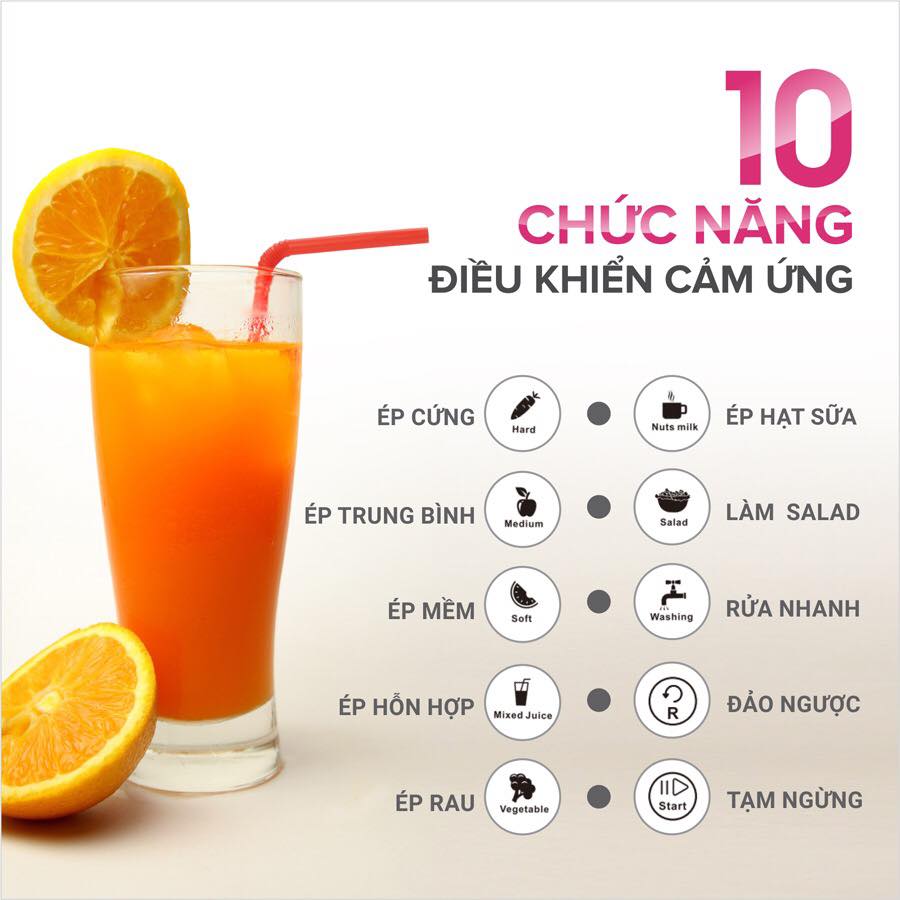 10
CHỨC NĂNG
ĐIỀU KHIỂN CẢM ỨNG
ÉP CỨNG
Hard
Nuts milk
ÉP HẠT SỮA
ÉP TRUNG BÌNH
Medium
Salad
LÀM SALAD
ÉP MỀM
Soft
Washing
RỬA NHANH
ÉP HỖN HỢP
Mixed Juice
R
ĐẢO NGƯỢC
ÉP RAU
Vegetable
Start
TẠM NGỪNG